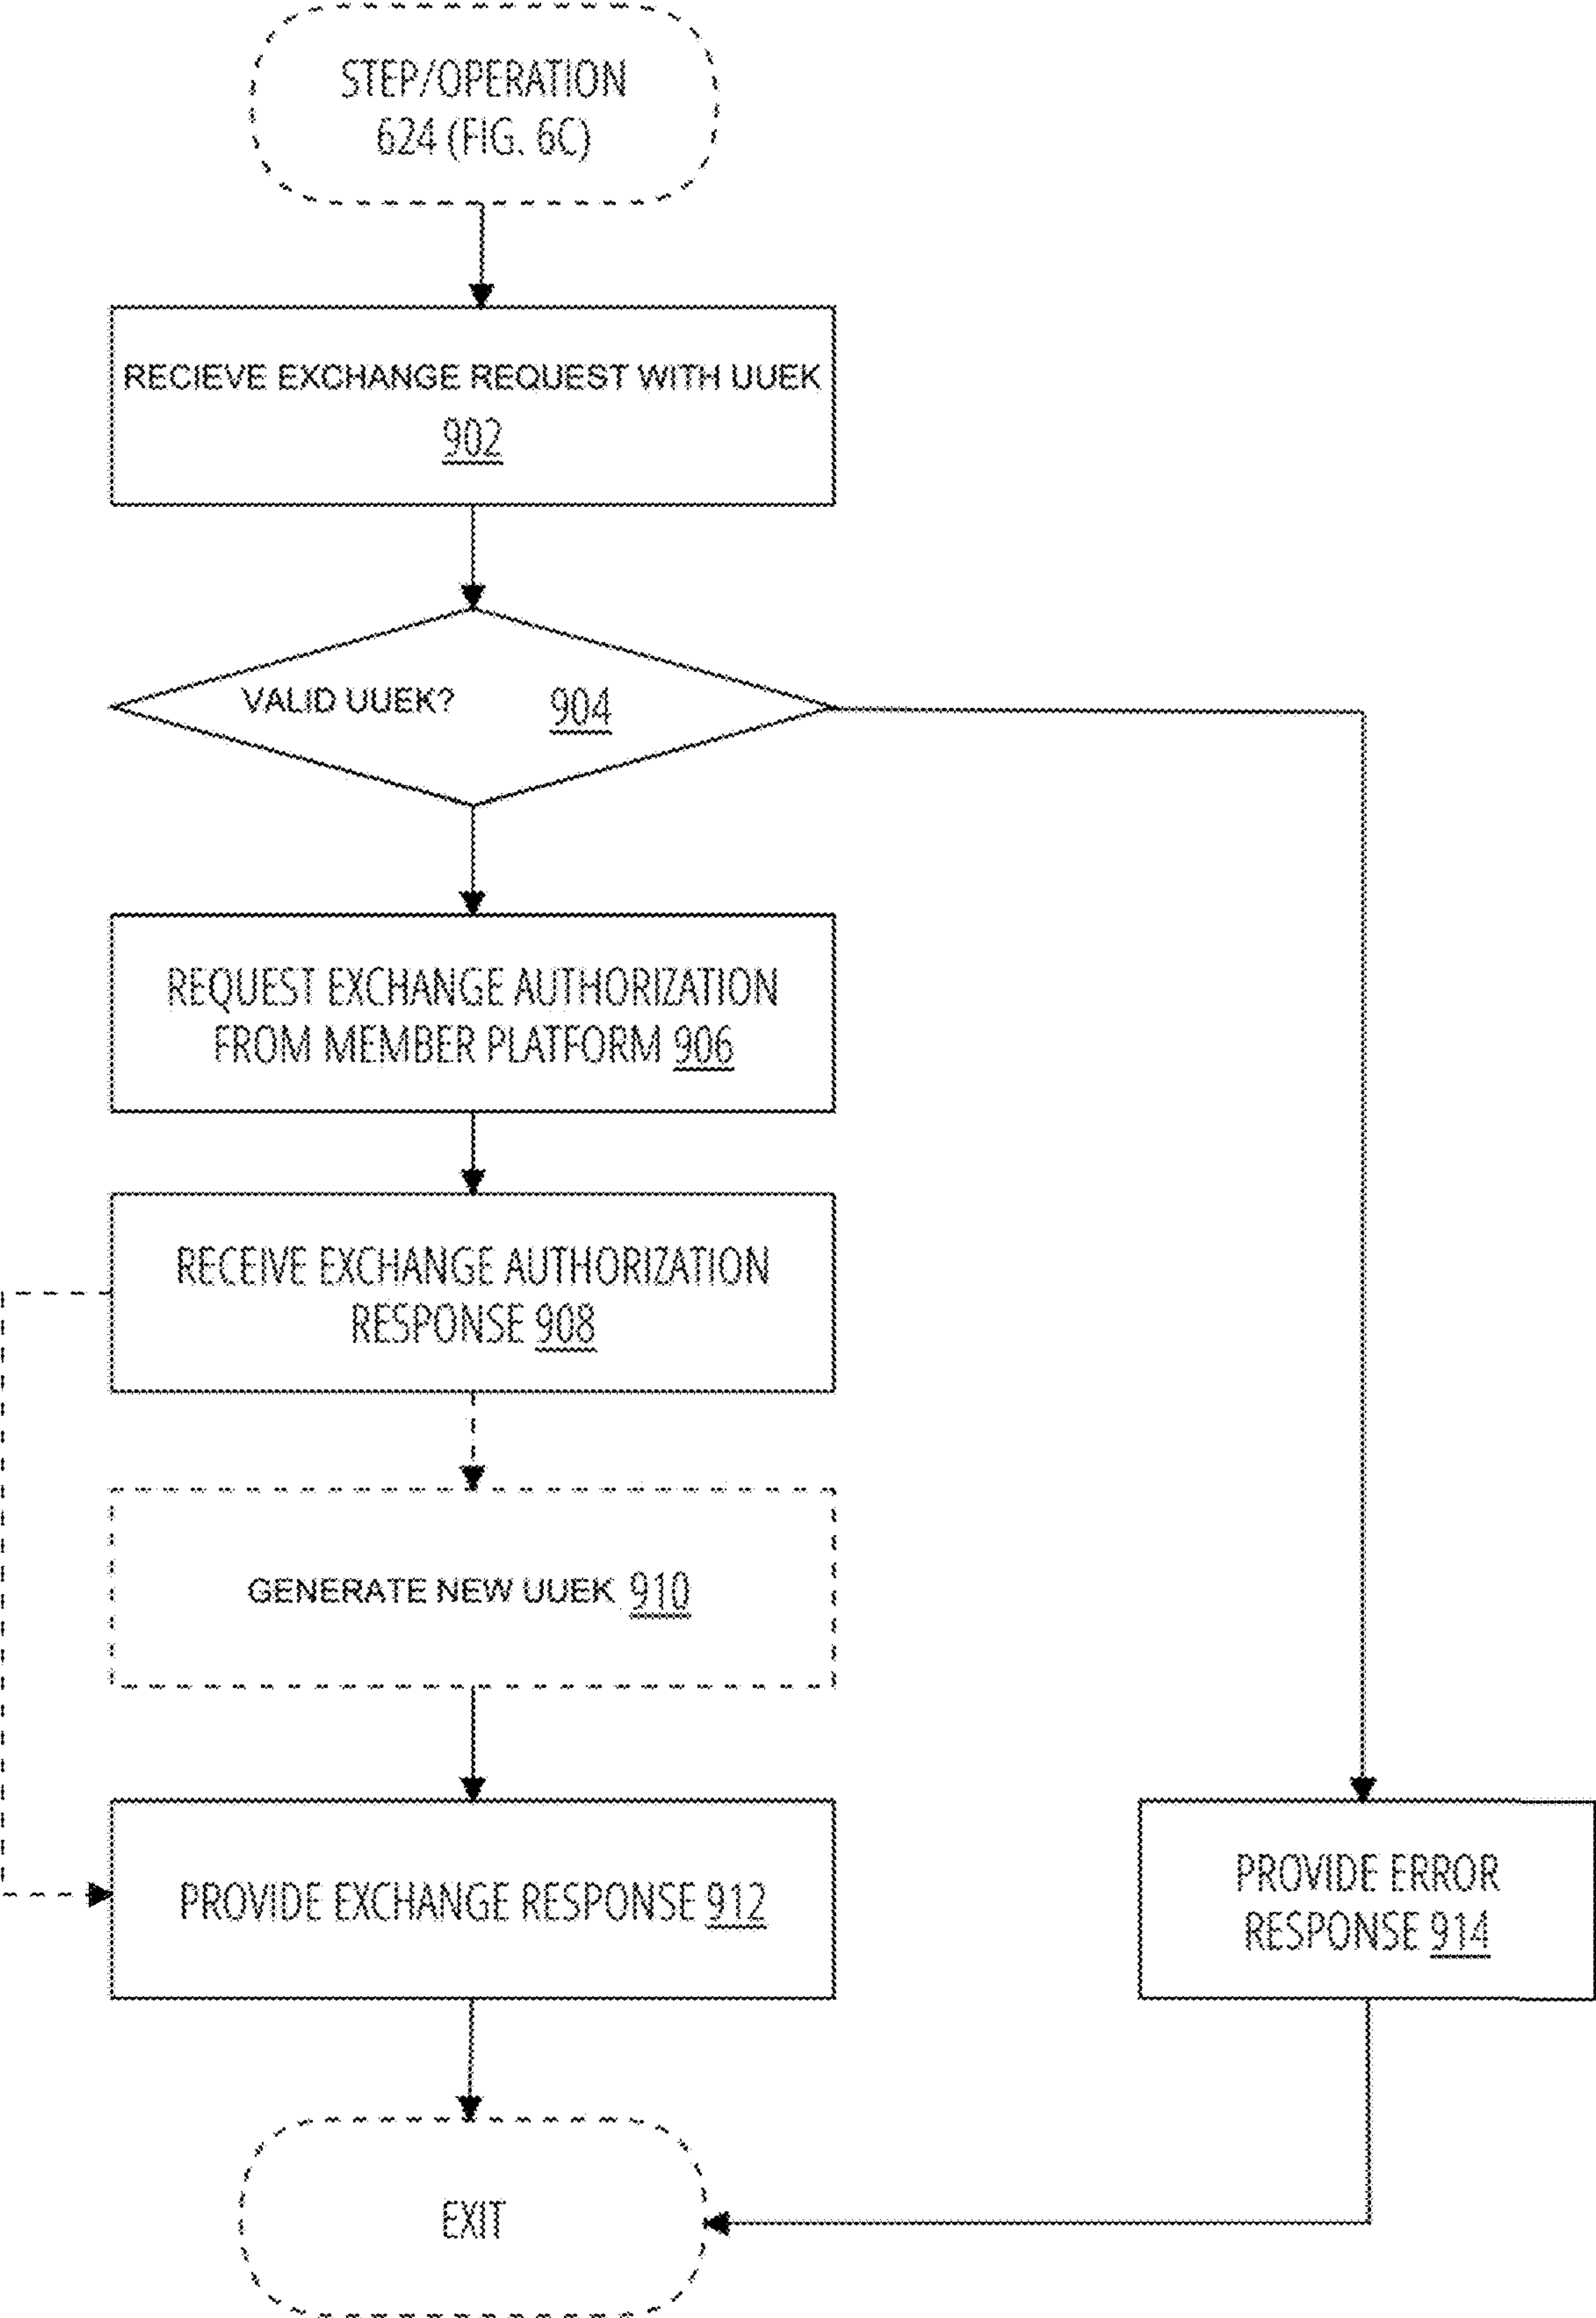 STEP/OPERATION
624 (FIG. 6C)
RECIEVE EXCHANGE REQUEST WITH UUEK
902
VALID UUEK? 904
REQUEST EXCHANGE AUTHORIZATION
FROM MEMBER PLATFORM 906
RECEIVE EXCHANGE AUTHORIZATION
RESPONSE 908
GENERATE NEW UUEK 910
PROVIDE EXCHANGE RESPONSE 912
PROVIDE ERROR
RESPONSE 914
EXIT